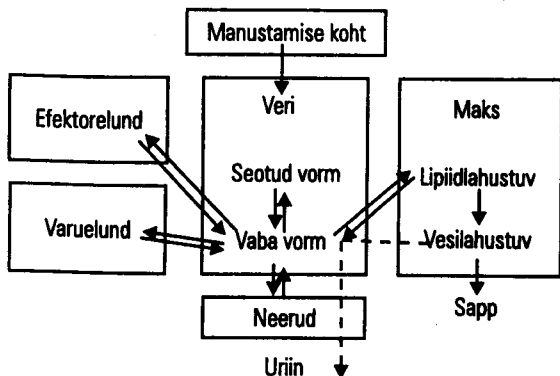 Manustamise koht
Veri
Maks
Efektorelund
Seotud vorm
Lipiidlahustuv
Varuelund
Vaba vorm
Vesilahustuv
Neerud
Sapp
Uriin